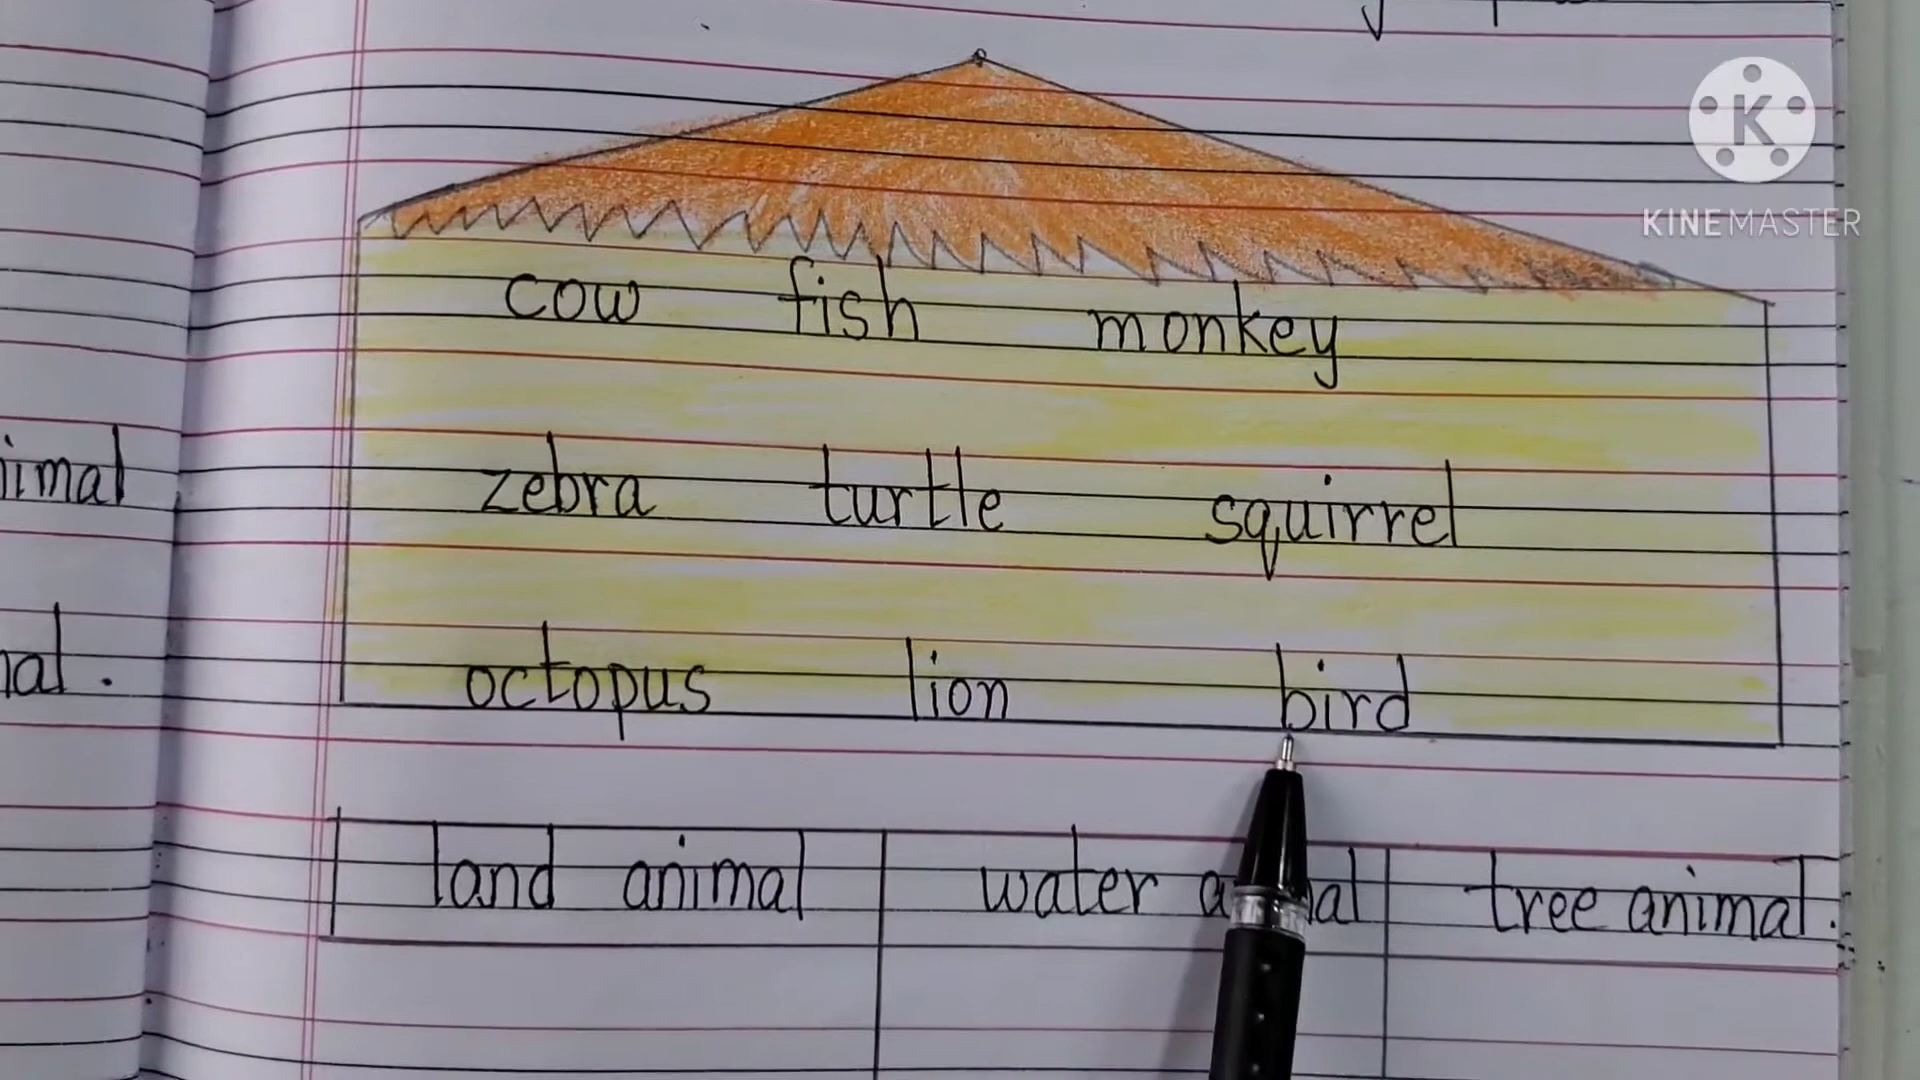 KINEMASTER
cow fish monkey
zebra turtle squirrel
octopus lion bird
land animal water animal tree animal.